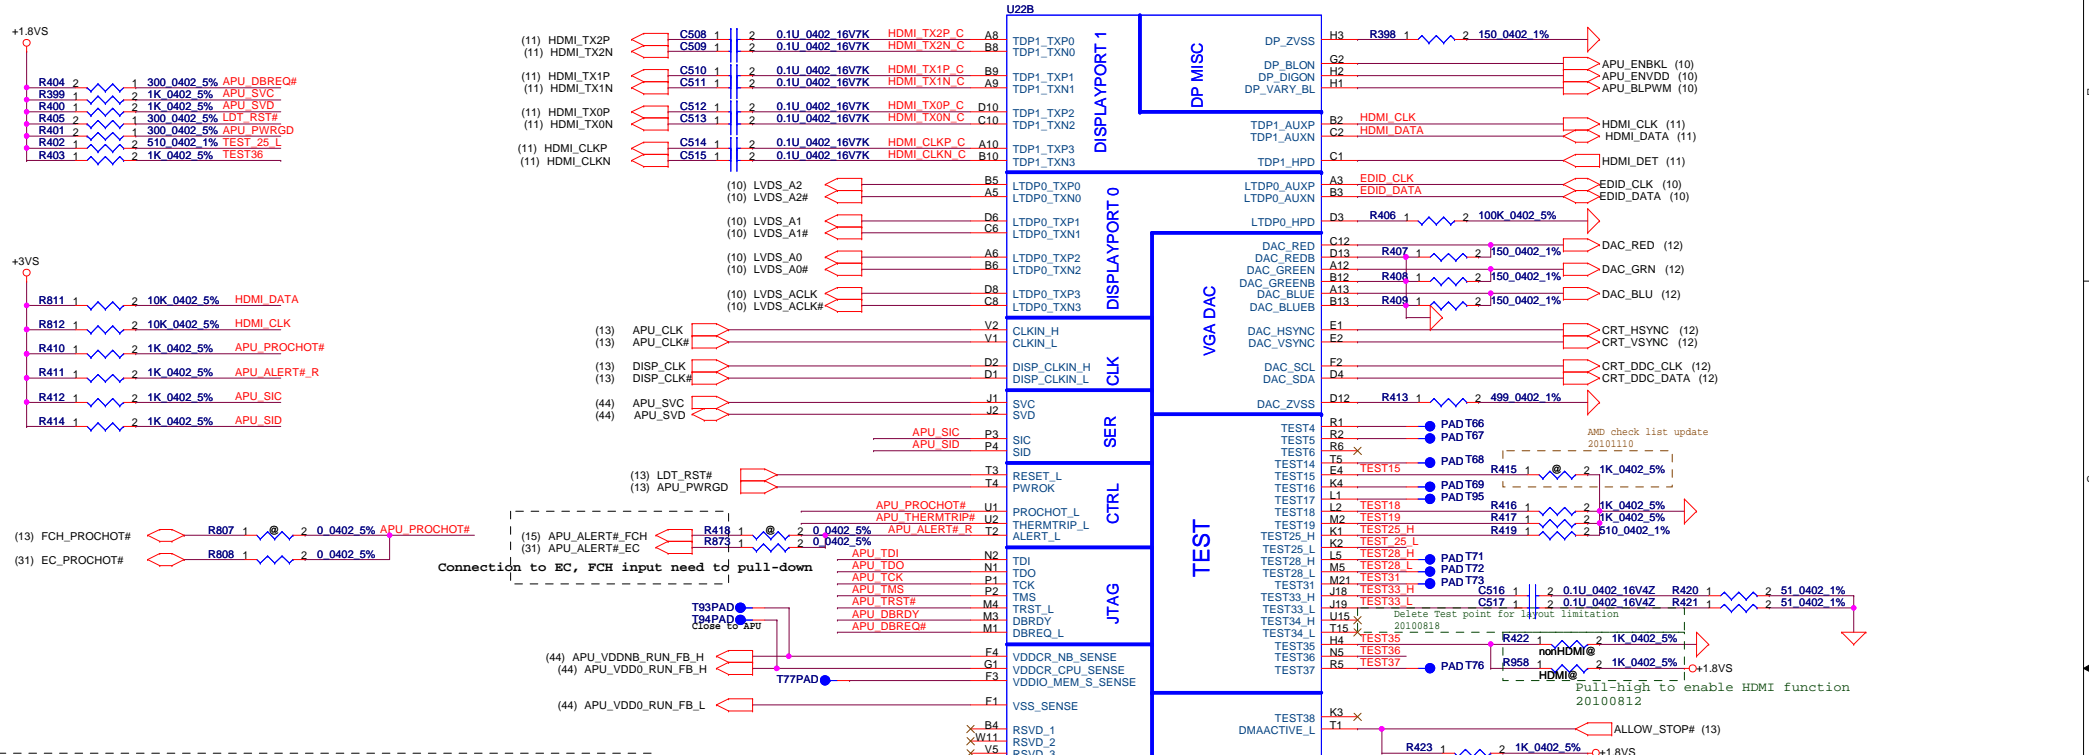 +1.8VS
R404 2 1 300_0402_5% APU_DBREQ#
R399 1 2 1K_0402_5% APU_SVC
R400 1 2 1K_0402_5% APU_SVD
R405 1 2 300_0402_5% LDT_RST#
R401 1 2 300_0402_5% APU_PWRGD
R402 1 2 510_0402_1% TEST_25_L
R403 1 2 1K_0402_5% TEST36
+3VS
R811 1 2 10K_0402_5% HDMI_DATA
R812 1 2 10K_0402_5% HDMI_CLK
R410 1 2 1K_0402_5% APU_PROCHOT#
R411 1 2 1K_0402_5% APU_ALERT#_R
R412 1 2 1K_0402_5% APU_SIC
R414 1 2 1K_0402_5% APU_SID
(13) FCH_PROCHOT# R807 1 @ 2 0_0402_5% APU_PROCHOT#
(31) EC_PROCHOT# R808 1 2 0_0402_5%
U22B
(11) HDMI_TX2P C508 1 2 0.1U_0402_16V7K HDMI_TX2P_C A8 TDP1_TXP0
(11) HDMI_TX2N C509 1 2 0.1U_0402_16V7K HDMI_TX2N_C B8 TDP1_TXN0
(11) HDMI_TX1P C510 1 2 0.1U_0402_16V7K HDMI_TX1P_C B9 TDP1_TXP1
(11) HDMI_TX1N C511 1 2 0.1U_0402_16V7K HDMI_TX1N_C A9 TDP1_TXN1
(11) HDMI_TX0P C512 1 2 0.1U_0402_16V7K HDMI_TX0P_C D10 TDP1_TXP2
(11) HDMI_TX0N C513 1 2 0.1U_0402_16V7K HDMI_TX0N_C C10 TDP1_TXN2
(11) HDMI_CLKP C514 1 2 0.1U_0402_16V7K HDMI_CLKP_C A10 TDP1_TXP3
(11) HDMI_CLKN C515 1 2 0.1U_0402_16V7K HDMI_CLKN_C B10 TDP1_TXN3
DISPLAYPORT 1
(10) LVDS_A2 B5 LTDP0_TXP0
(10) LVDS_A2# A5 LTDP0_TXN0
(10) LVDS_A1 D6 LTDP0_TXP1
(10) LVDS_A1# C6 LTDP0_TXN1
(10) LVDS_A0 A6 LTDP0_TXP2
(10) LVDS_A0# B6 LTDP0_TXN2
(10) LVDS_ACLK D8 LTDP0_TXP3
(10) LVDS_ACLK# C8 LTDP0_TXN3
DISPLAYPORT 0
(13) APU_CLK V2 CLKIN_H
(13) APU_CLK# V1 CLKIN_L
(13) DISP_CLK D2 DISP_CLKIN_H
(13) DISP_CLK# D1 DISP_CLKIN_L
CLK
(44) APU_SVC J1 SVC
(44) APU_SVD J2 SVD
APU_SIC P3 SIC
APU_SID P4 SID
SER
(13) LDT_RST# T3 RESET_L
(13) APU_PWRGD T4 PWROK
APU_PROCHOT# U1 PROCHOT_L
APU_THERMTRIP# U2 THERMTRIP_L
(15) APU_ALERT#_FCH R418 1 @ 2 0_0402_5% APU_ALERT#_R T2 ALERT_L
(31) APU_ALERT#_EC R873 1 2 0_0402_5%
Connection to EC, FCH input need to pull-down
CTRL
APU_TDI N2 TDI
APU_TDO N1 TDO
APU_TCK P1 TCK
APU_TMS P2 TMS
APU_TRST# M4 TRST_L
APU_DBRDY M3 DBRDY
APU_DBREQ# M1 DBREQ_L
JTAG
T93PAD
T94PAD
Close to APU
(44) APU_VDDNB_RUN_FB_H F4 VDDCR_NB_SENSE
(44) APU_VDD0_RUN_FB_H G1 VDDCR_CPU_SENSE
T77PAD F3 VDDIO_MEM_S_SENSE
(44) APU_VDD0_RUN_FB_L F1 VSS_SENSE
B4 RSVD_1
W11 RSVD_2
V5 RSVD_3
DP MISC
DP_ZVSS H3 R398 1 2 150_0402_1%
DP_BLON G2 APU_ENBKL (10)
DP_DIGON H2 APU_ENVDD (10)
DP_VARY_BL H1 APU_BLPWM (10)
TDP1_AUXP B2 HDMI_CLK HDMI_CLK (11)
TDP1_AUXN C2 HDMI_DATA HDMI_DATA (11)
TDP1_HPD C1 HDMI_DET (11)
LTDP0_AUXP A3 EDID_CLK EDID_CLK (10)
LTDP0_AUXN B3 EDID_DATA EDID_DATA (10)
LTDP0_HPD D3 R406 1 2 100K_0402_5%
VGA DAC
DAC_RED C12 DAC_RED (12)
DAC_REDB D13 R407 1 2 150_0402_1%
DAC_GREEN A12 DAC_GRN (12)
DAC_GREENB B12 R408 1 2 150_0402_1%
DAC_BLUE A13 DAC_BLU (12)
DAC_BLUEB B13 R409 1 2 150_0402_1%
DAC_HSYNC E1 CRT_HSYNC (12)
DAC_VSYNC E2 CRT_VSYNC (12)
DAC_SCL F2 CRT_DDC_CLK (12)
DAC_SDA D4 CRT_DDC_DATA (12)
DAC_ZVSS D12 R413 1 2 499_0402_1%
TEST
TEST4 R1 PAD T66
TEST5 R2 PAD T67
TEST6 R6
TEST14 T5 PAD T68
AMD check list update
20101110
TEST15 E4 TEST15 R415 1 @ 2 1K_0402_5%
TEST16 K4 PAD T69
TEST17 L1 PAD T95
TEST18 L2 TEST18 R416 1 2 1K_0402_5%
TEST19 M2 TEST19 R417 1 2 1K_0402_5%
TEST25_H K1 TEST25_H R419 1 2 510_0402_1%
TEST25_L K2 TEST_25_L
TEST28_H L5 TEST28_H PAD T71
TEST28_L M5 TEST28_L PAD T72
TEST31 M21 TEST31 PAD T73
TEST33_H J18 TEST33_H C516 1 2 0.1U_0402_16V4Z R420 1 2 51_0402_1%
TEST33_L J19 TEST33_L C517 1 2 0.1U_0402_16V4Z R421 1 2 51_0402_1%
Delete Test point for layout limitation
20100818
TEST34_H U15
TEST34_L T15
TEST35 H4 TEST35 R422 1 2 1K_0402_5%
nonHDMI@
TEST36 N5 TEST36
TEST37 R5 TEST37 PAD T76 R958 1 2 1K_0402_5% +1.8VS
HDMI@
Pull-high to enable HDMI function
20100812
TEST38 K3
DMAACTIVE_L T1 ALLOW_STOP# (13)
R423 1 2 1K_0402_5% +1.8VS